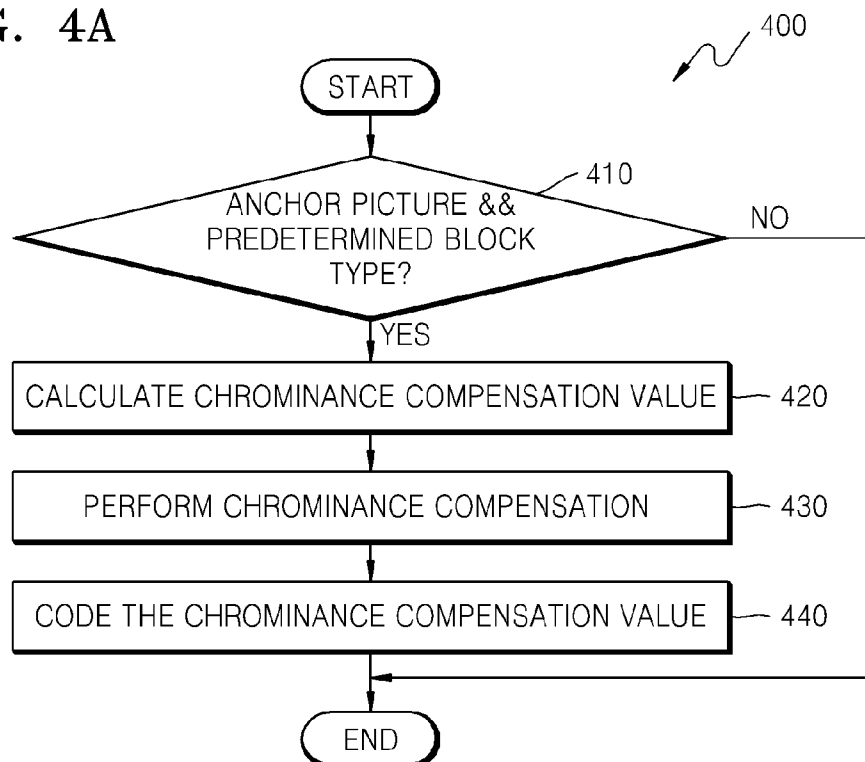 G. 4A
400
START
410
ANCHOR PICTURE &&
PREDETERMINED BLOCK
TYPE?
NO
YES
CALCULATE CHROMINANCE COMPENSATION VALUE
420
PERFORM CHROMINANCE COMPENSATION
430
CODE THE CHROMINANCE COMPENSATION VALUE
440
END